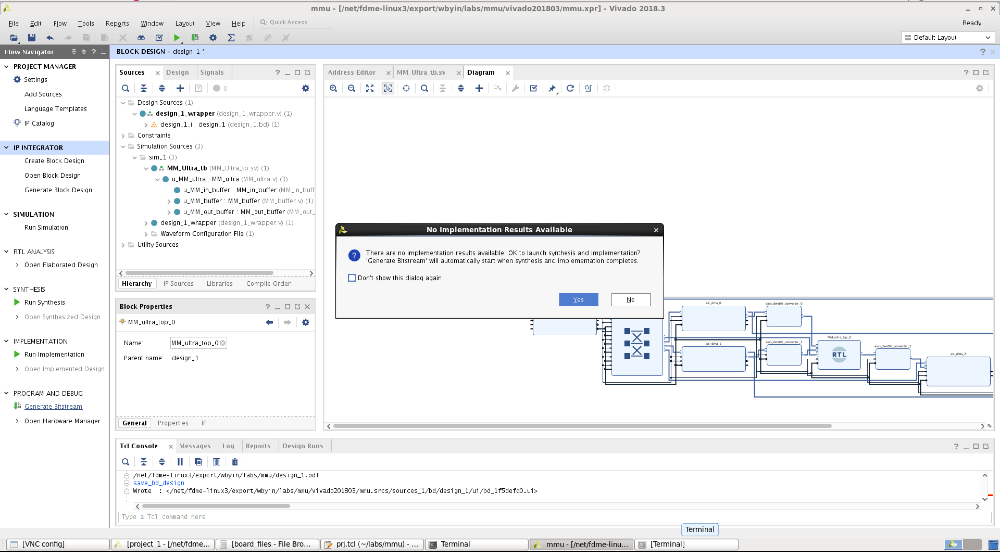 mmu - [/net/fdme-linux3/export/wbyin/labs/mmu/vivado201803/mmu.xpr] - Vivado 2018.3
File Edit Flow Tools Reports Window Layout View Help Quick Access Ready
Default Layout
Flow Navigator
BLOCK DESIGN - design_1 *
PROJECT MANAGER
Settings
Add Sources
Language Templates
IP Catalog
IP INTEGRATOR
Create Block Design
Open Block Design
Generate Block Design
SIMULATION
Run Simulation
RTL ANALYSIS
Open Elaborated Design
SYNTHESIS
Run Synthesis
Open Synthesized Design
IMPLEMENTATION
Run Implementation
Open Implemented Design
PROGRAM AND DEBUG
Generate Bitstream
Open Hardware Manager
Sources Design Signals
0
Design Sources (1)
design_1_wrapper (design_1_wrapper.v) (1)
design_1_i : design_1 (design_1.bd) (1)
Constraints
Simulation Sources (3)
sim_1 (3)
MM_Ultra_tb (MM_Ultra_tb.sv) (1)
u_MM_ultra : MM_ultra (MM_ultra.v) (3)
u_MM_in_buffer : MM_in_buffer (MM_in_buff
u_MM_buffer : MM_buffer (MM_buffer.v) (1)
u_MM_out_buffer : MM_out_buffer (MM_out_
design_1_wrapper (design_1_wrapper.v) (1)
Waveform Configuration File (1)
Utility Sources
Hierarchy IP Sources Libraries Compile Order
Block Properties
MM_ultra_top_0
Name: MM_ultra_top_0
Parent name: design_1
General Properties IP
Address Editor MM_Ultra_tb.sv Diagram
No Implementation Results Available
There are no implementation results available. OK to launch synthesis and implementation?
'Generate Bitstream' will automatically start when synthesis and implementation completes.
Don't show this dialog again
Yes No
axi_dma_0
axis_dwidth_converter_0
axi_dma_1
axis_dwidth_converter_1
MM_ultra_top_0
RTL
axis_dwidth_converter_2
axi_dma_2
Tcl Console Messages Log Reports Design Runs
/net/fdme-linux3/export/wbyin/labs/mmu/design_1.pdf
save_bd_design
Wrote : </net/fdme-linux3/export/wbyin/labs/mmu/vivado201803/mmu.srcs/sources_1/bd/design_1/ui/bd_1f5defd0.ui>
Type a Tcl command here
Terminal
[VNC config] [project_1 - [/net/fdme... [board_files - File Bro... prj.tcl (~/labs/mmu) - ... Terminal mmu - [/net/fdme-linu... [Terminal]